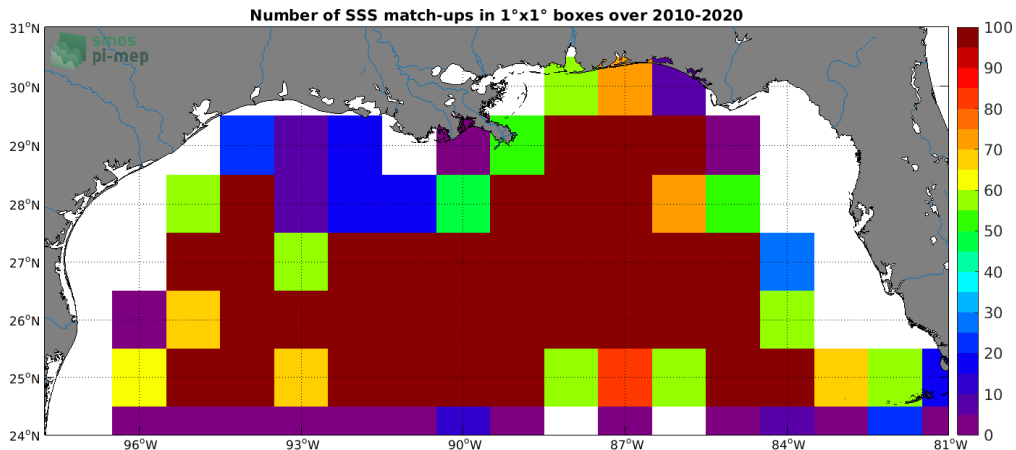 Number of SSS match-ups in 1°x1° boxes over 2010-2020
smos
pi-mep
31°N
30°N
29°N
28°N
27°N
26°N
25°N
24°N
96°W 93°W 90°W 87°W 84°W 81°W
100
90
80
70
60
50
40
30
20
10
0